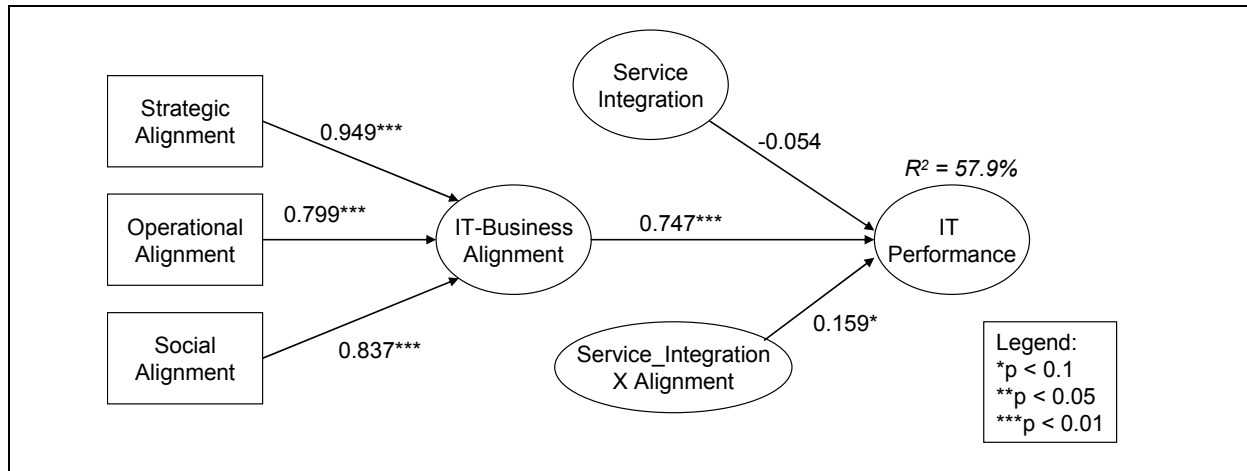 Strategic
Alignment
0.949***
Operational
Alignment
0.799***
Social
Alignment
0.837***
IT-Business
Alignment
0.747***
Service
Integration
-0.054
Service_Integration
X Alignment
0.159*
R² = 57.9%
IT
Performance
Legend:
*p < 0.1
**p < 0.05
***p < 0.01